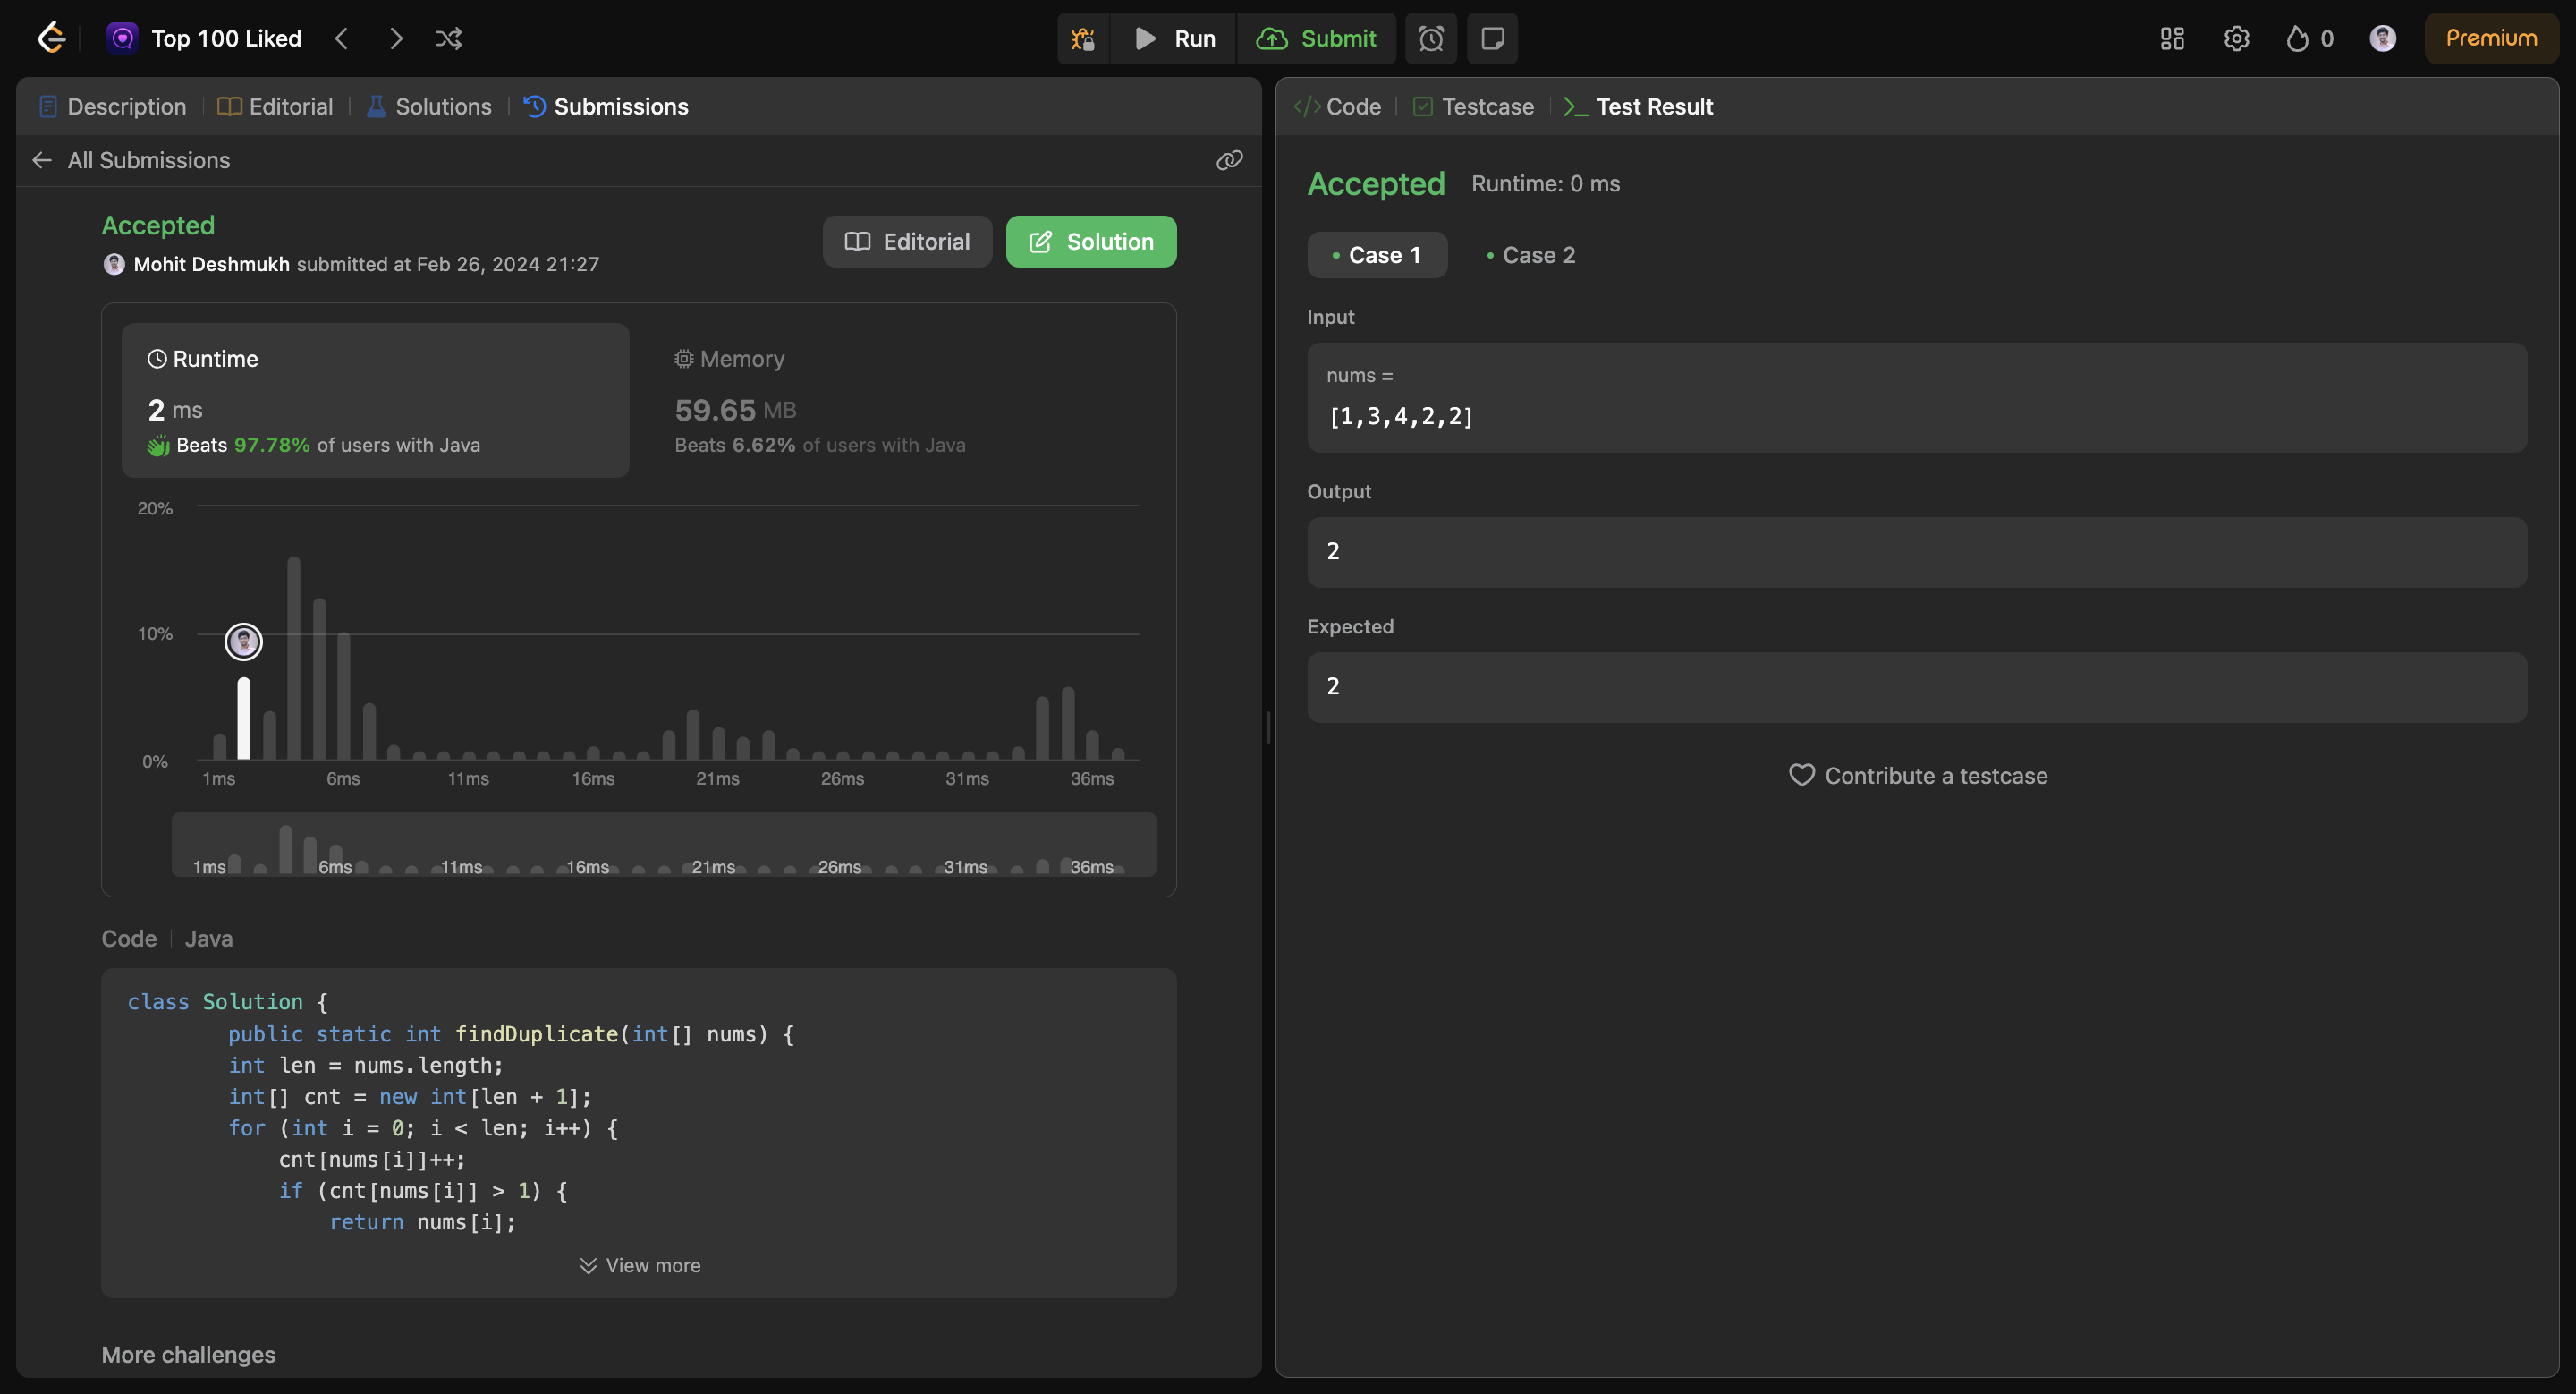 Top 100 Liked
Run
Submit
0
Premium
Description
Editorial
Solutions
Submissions
All Submissions
Accepted
Mohit Deshmukh submitted at Feb 26, 2024 21:27
Editorial
Solution
Runtime
2 ms
Beats 97.78% of users with Java
Memory
59.65 MB
Beats 6.62% of users with Java
20%
10%
0%
1ms 6ms 11ms 16ms 21ms 26ms 31ms 36ms
1ms 6ms 11ms 16ms 21ms 26ms 31ms 36ms
Code
Java
class Solution {
public static int findDuplicate(int[] nums) {
int len = nums.length;
int[] cnt = new int[len + 1];
for (int i = 0; i < len; i++) {
cnt[nums[i]]++;
if (cnt[nums[i]] > 1) {
return nums[i];
View more
More challenges
</> Code
Testcase
>_ Test Result
Accepted
Runtime: 0 ms
• Case 1
• Case 2
Input
nums =
[1,3,4,2,2]
Output
2
Expected
2
Contribute a testcase